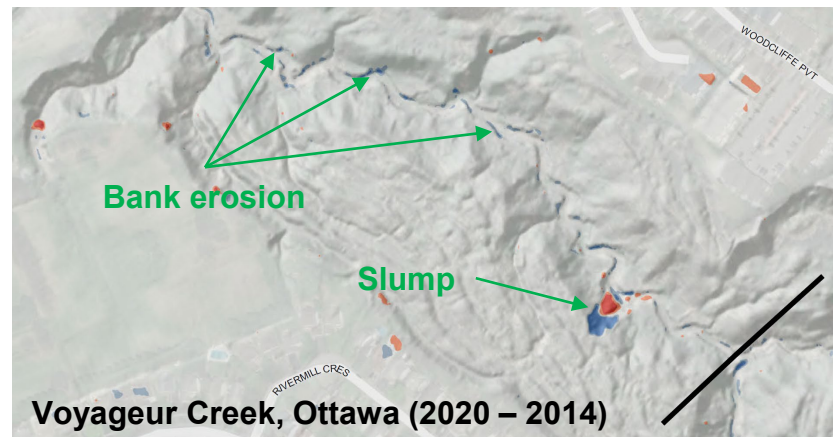 WOODCLIFFE PVT
Bank erosion
Slump
RIVERMILL CRES
Voyageur Creek, Ottawa (2020 – 2014)